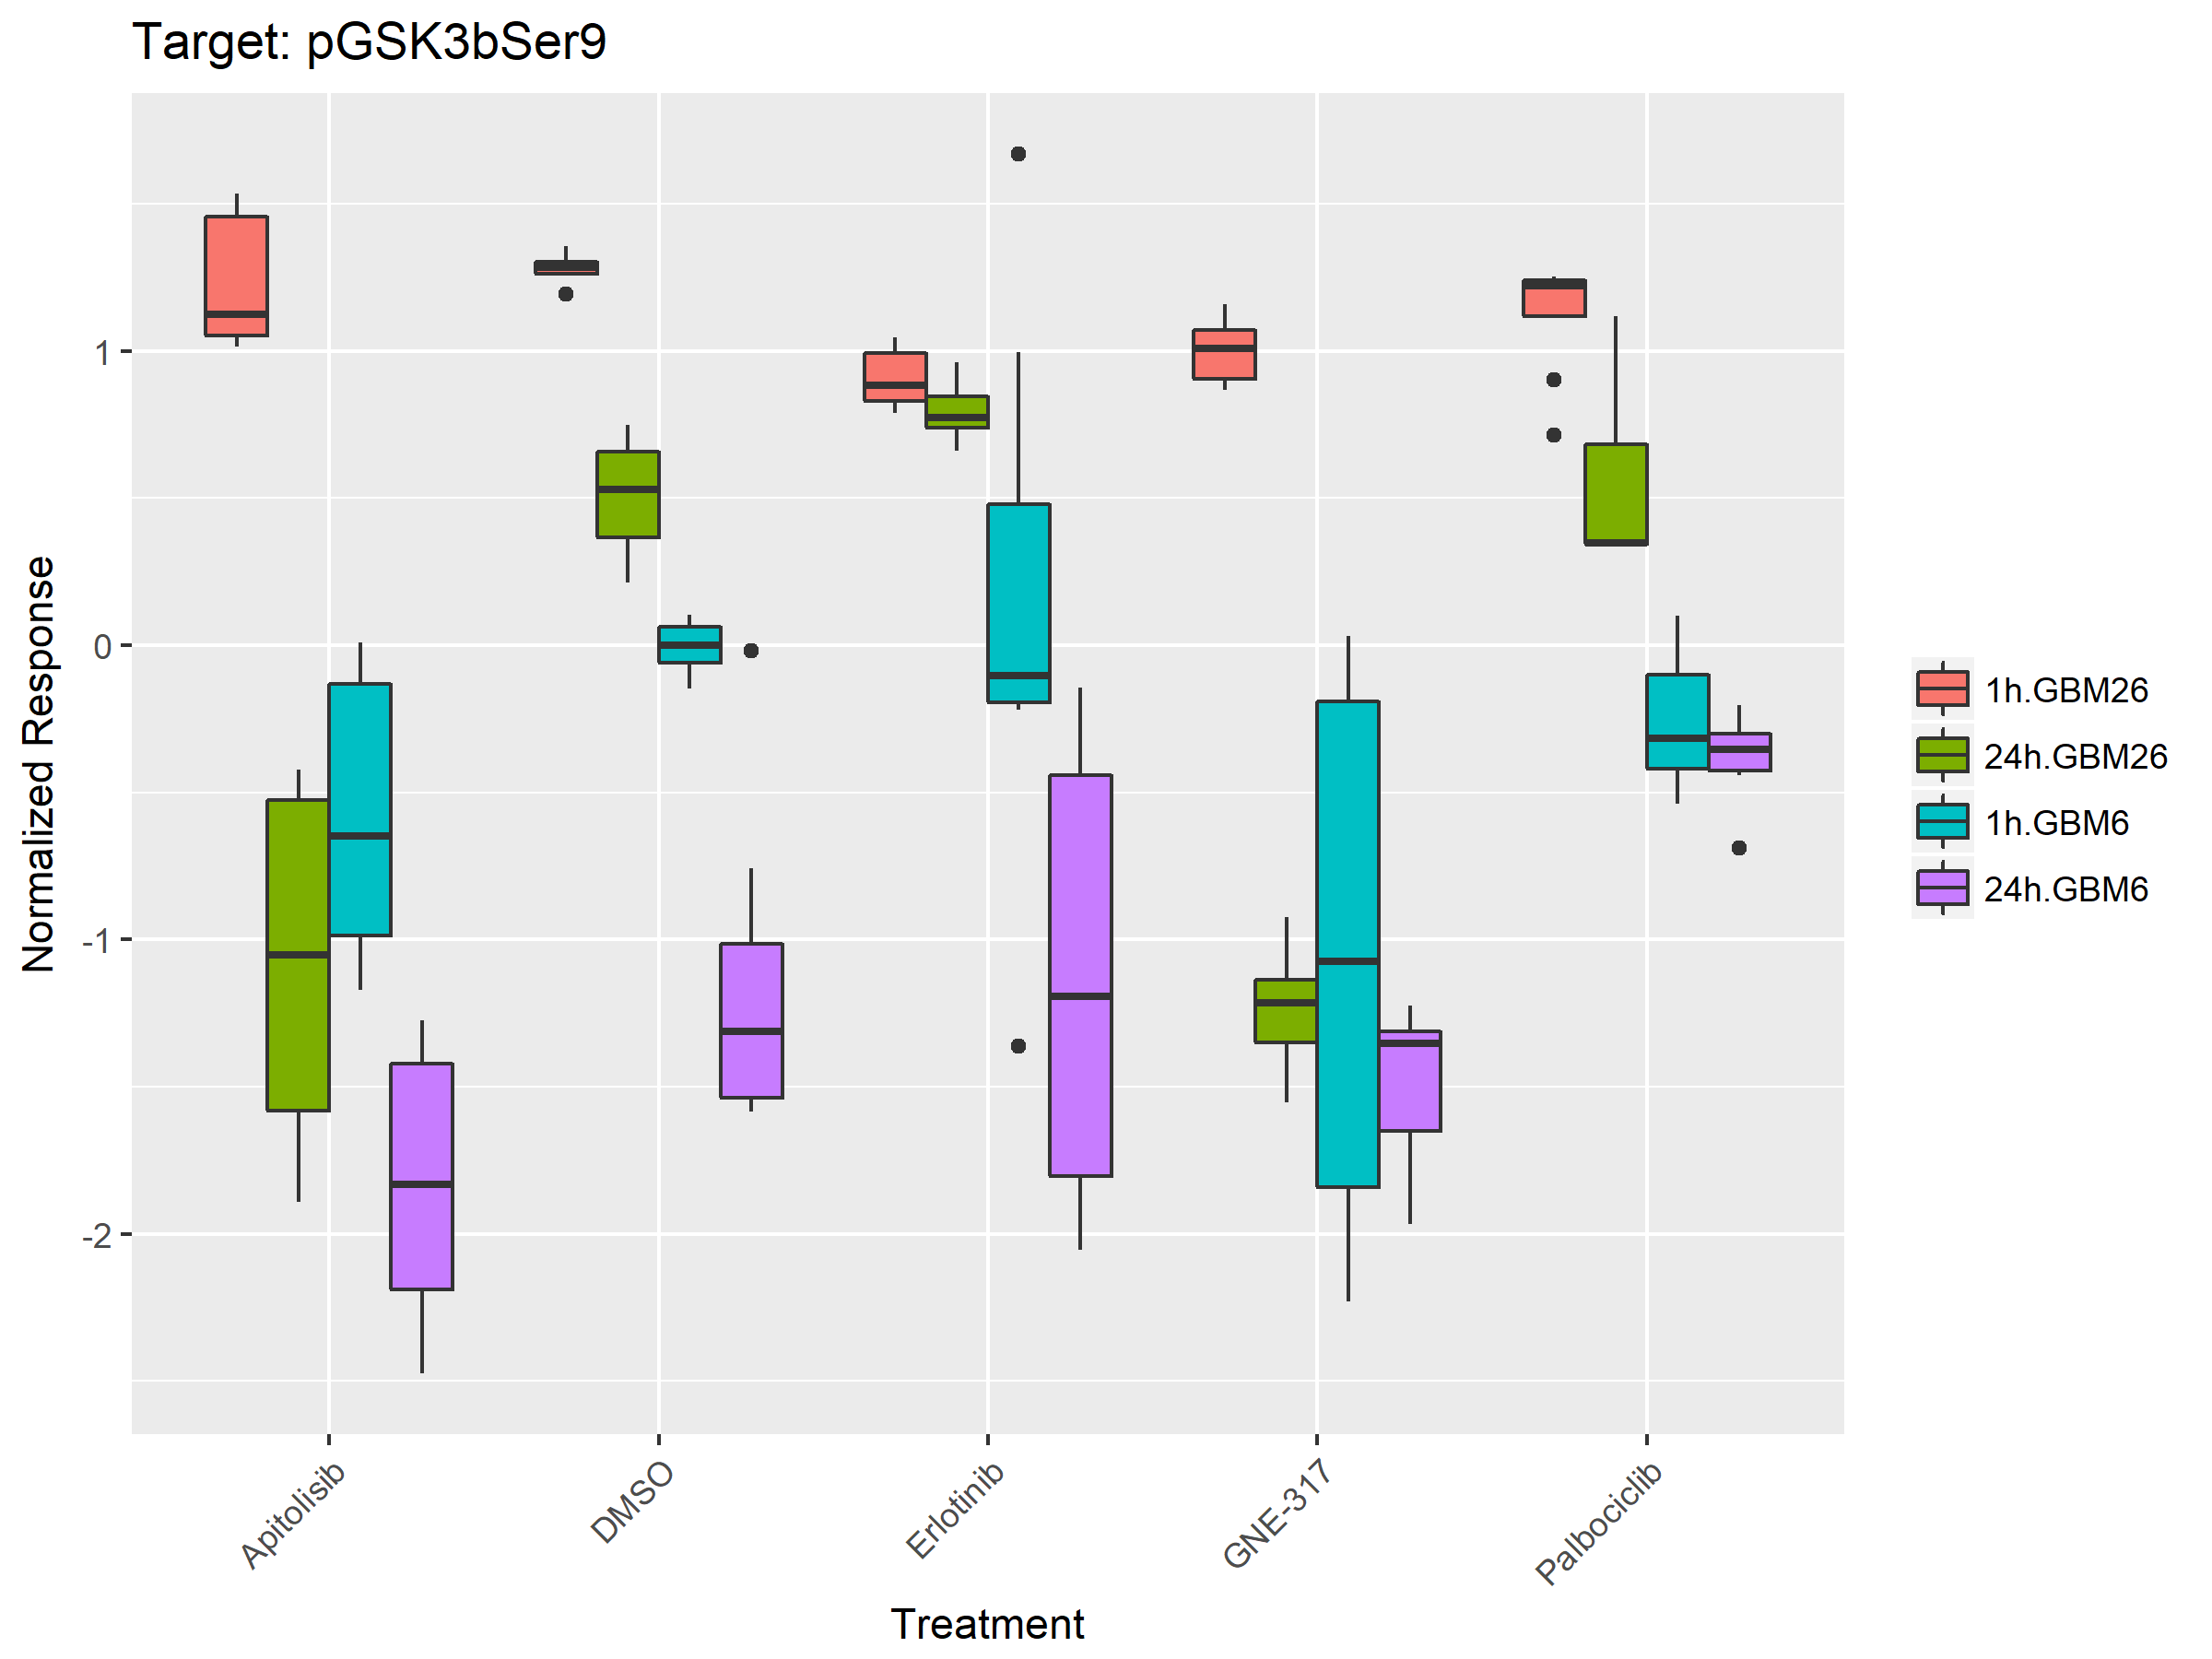 Target: pGSK3bSer9
Normalized Response
1
0
-1
-2
Apitolisib
DMSO
Erlotinib
GNE-317
Palbociclib
Treatment
1h.GBM26
24h.GBM26
1h.GBM6
24h.GBM6